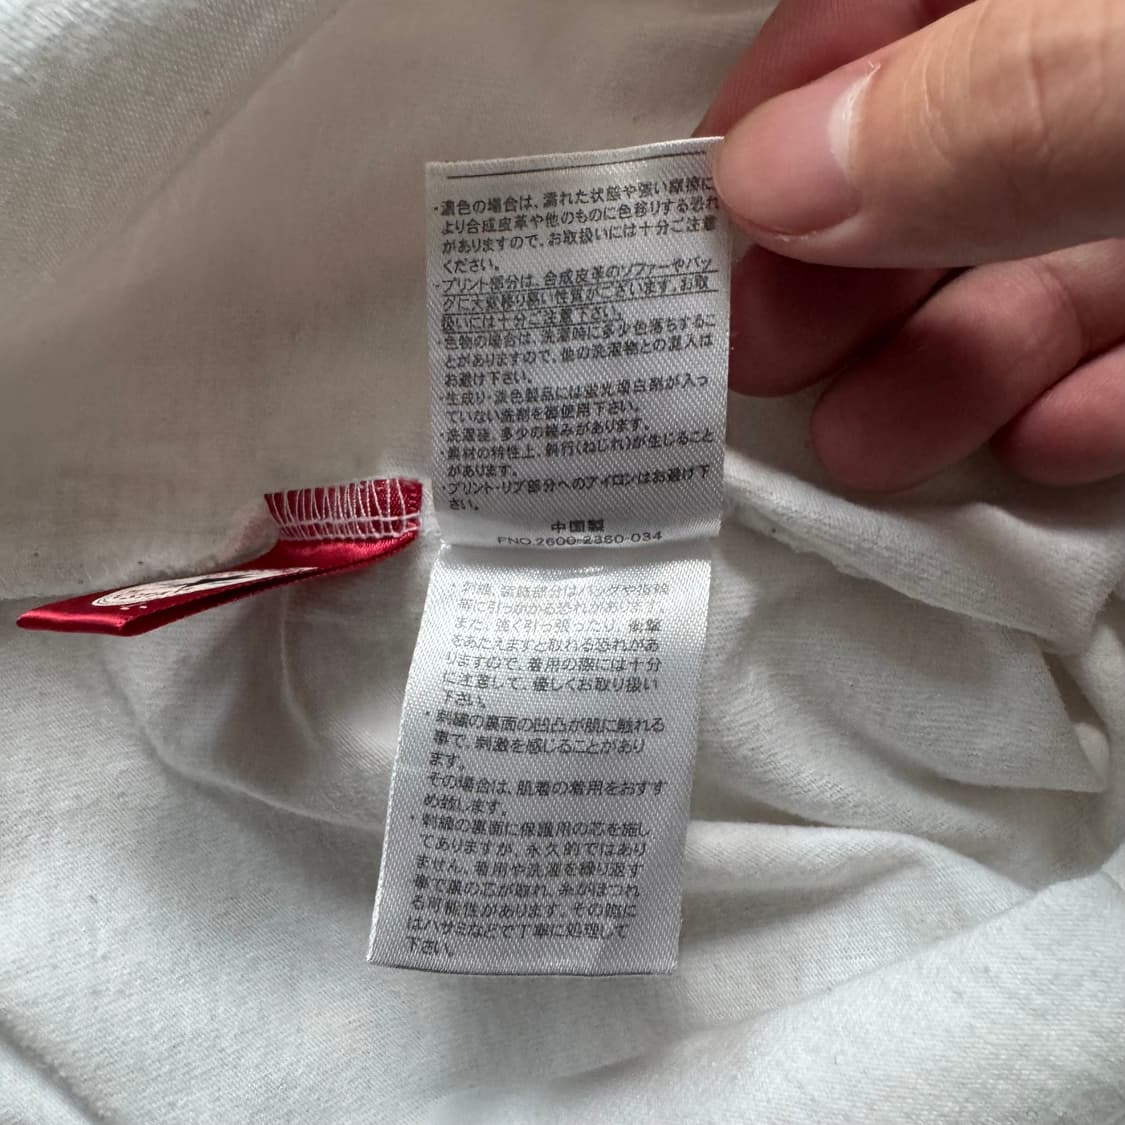 ・濃色の場合は、濡れた状態や強い摩擦に
より合成皮革や他のものに色移りする恐れ
がありますので、お取扱いには十分ご注意
ください。
・プリント部分は、合成皮革のソファーやバッ
グに大変移り易い性質がございます。お取
扱いには十分ご注意下さい。
色物の場合は、洗濯時に多少色落ちするこ
とがありますので、他の洗濯物との混入は
お避け下さい。
・生成り・淡色製品には蛍光増白剤が入っ
ていない洗剤を御使用下さい。
・洗濯後、多少の縮みがあります。
・素材の特性上、斜行(ねじれ)が生じること
があります。
・プリント・リブ部分へのアイロンはお避け下
さい。
中国製
FNO.2600-2360-034
に引っかかる恐れがあります。
また、強く引っ張ったり、衝撃
をあたえますと取れる恐れがあ
りますので、着用の際には十分
に注意して、優しくお取り扱い
下さい。
・刺繍の裏面の凹凸が肌に触れる
事で、刺激を感じることがあり
ます。
その場合は、肌着の着用をおすす
め致します。
・刺繍の裏面に保護用の芯を施し
てありますが、永久的ではあり
ません。着用や洗濯を繰り返す
事で裏の芯が取れ、糸がほつれ
る可能性があります。その際に
はハサミなどで丁寧に処理して
下さい。